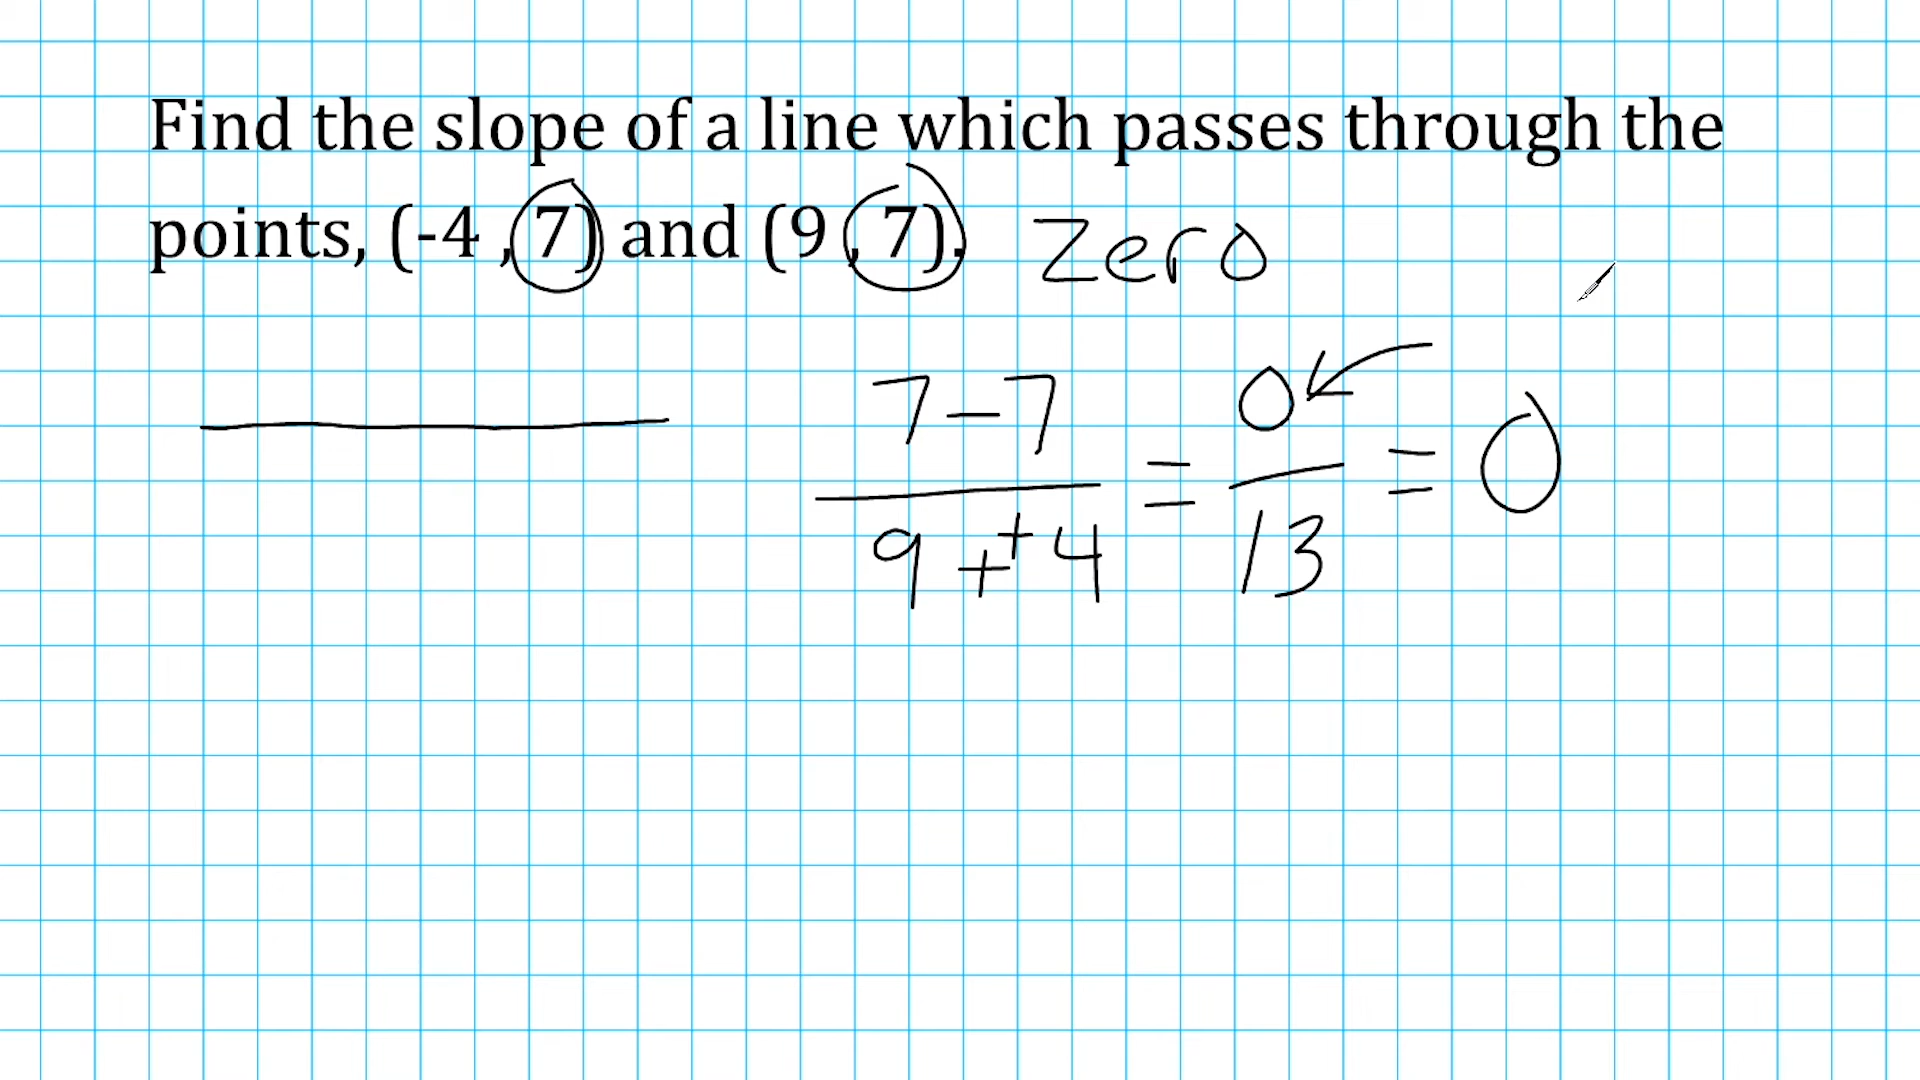 Find the slope of a line which passes through the
points, (-4 , 7) and (9 , 7). Zero
7-7 = 0 = 0
9 ++ 4 13